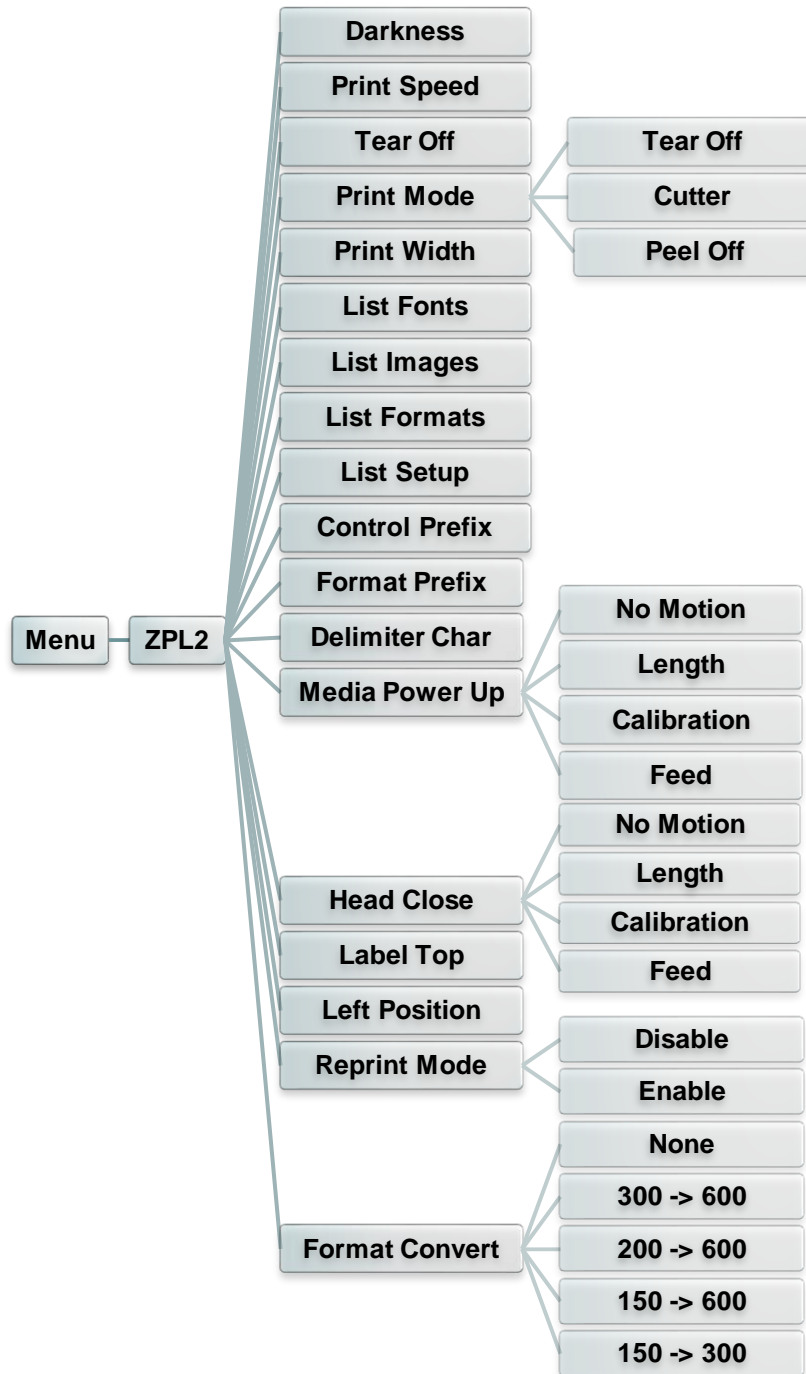 Menu
ZPL2
Darkness
Print Speed
Tear Off
Print Mode
Tear Off
Cutter
Peel Off
Print Width
List Fonts
List Images
List Formats
List Setup
Control Prefix
Format Prefix
Delimiter Char
Media Power Up
No Motion
Length
Calibration
Feed
Head Close
No Motion
Length
Calibration
Feed
Label Top
Left Position
Reprint Mode
Disable
Enable
Format Convert
None
300 -> 600
200 -> 600
150 -> 600
150 -> 300